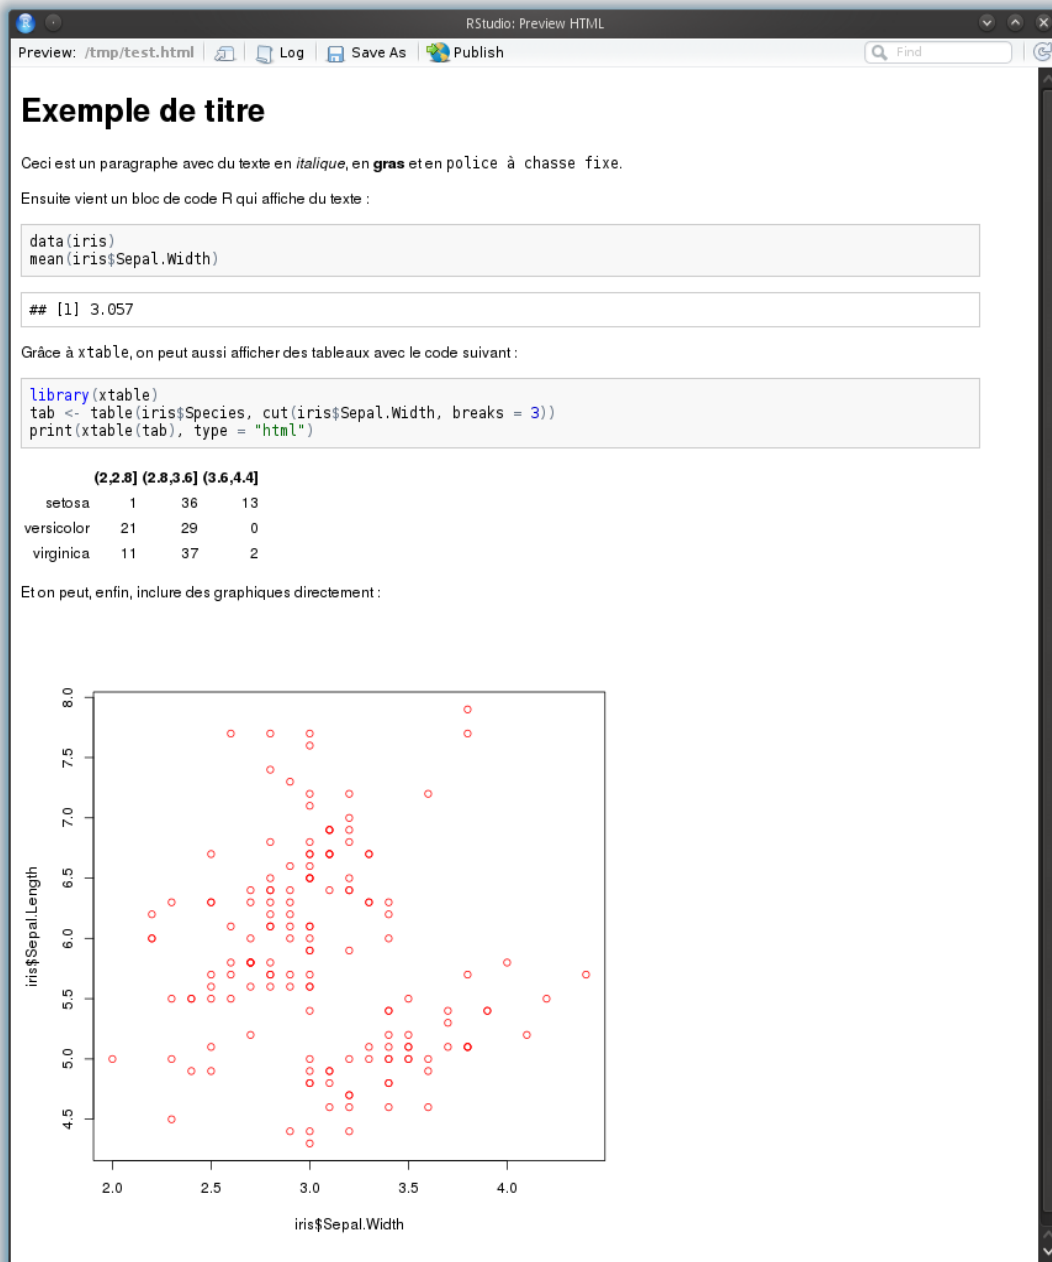 RStudio: Preview HTML
Preview: /tmp/test.html Log Save As Publish Find
Exemple de titre
Ceci est un paragraphe avec du texte en italique, en gras et en police à chasse fixe.
Ensuite vient un bloc de code R qui affiche du texte :
data(iris)
mean(iris$Sepal.Width)
## [1] 3.057
Grâce à xtable, on peut aussi afficher des tableaux avec le code suivant :
library(xtable)
tab <- table(iris$Species, cut(iris$Sepal.Width, breaks = 3))
print(xtable(tab), type = "html")
(2,2.8] (2.8,3.6] (3.6,4.4]
setosa 1 36 13
versicolor 21 29 0
virginica 11 37 2
Et on peut, enfin, inclure des graphiques directement :
8.0
7.5
7.0
6.5
6.0
5.5
5.0
4.5
iris$Sepal.Length
2.0 2.5 3.0 3.5 4.0
iris$Sepal.Width